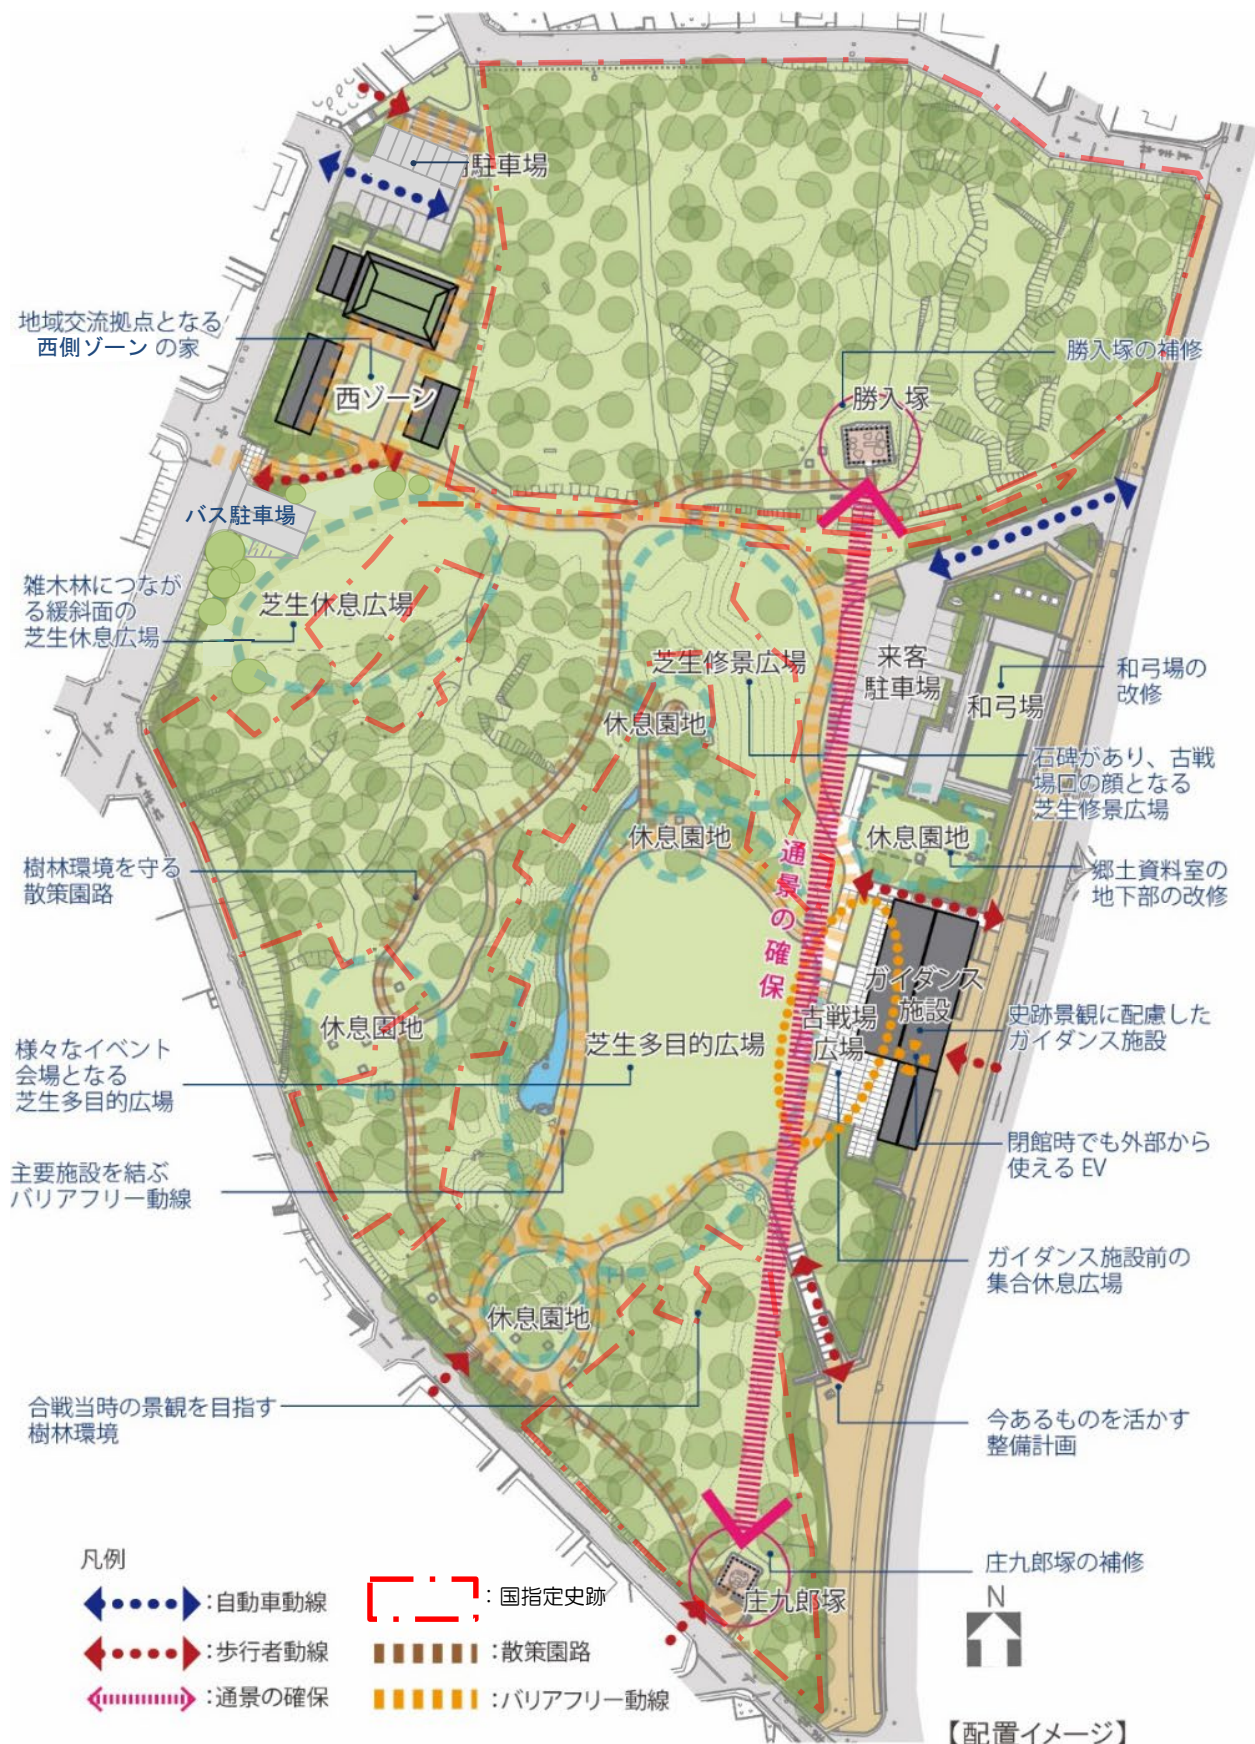 駐車場
地域交流拠点となる
西側ゾーン の家
西ゾーン
勝入塚の補修
勝入塚
バス駐車場
雑木林につなが
る緩斜面の
芝生休息広場
芝生休息広場
芝生修景広場
来客
駐車場
和弓場の
改修
和弓場
休息園地
石碑があり、古戦
場口の顔となる
芝生修景広場
休息園地
休息園地
通景の確保
樹林環境を守る
散策園路
郷土資料室の
地下部の改修
ガイダンス
施設
休息園地
古戦場
広場
史跡景観に配慮した
ガイダンス施設
様々なイベント
会場となる
芝生多目的広場
芝生多目的広場
閉館時でも外部から
使える EV
主要施設を結ぶ
バリアフリー動線
ガイダンス施設前の
集合休息広場
休息園地
合戦当時の景観を目指す
樹林環境
今あるものを活かす
整備計画
庄九郎塚の補修
庄九郎塚
凡例
:自動車動線
:国指定史跡
:歩行者動線
:散策園路
:通景の確保
:バリアフリー動線
N
【配置イメージ】